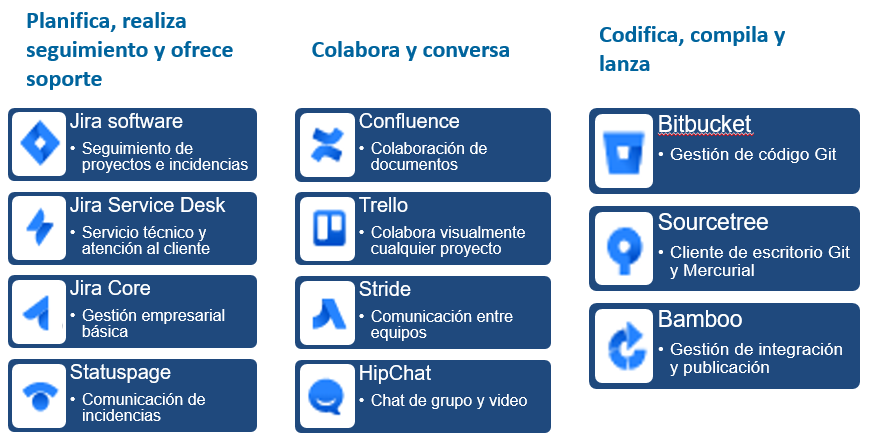 Planifica, realiza
seguimiento y ofrece
soporte
Jira software
• Seguimiento de
proyectos e incidencias
Jira Service Desk
• Servicio técnico y
atención al cliente
Jira Core
• Gestión empresarial
básica
Statuspage
• Comunicación de
incidencias
Colabora y conversa
Confluence
• Colaboración de
documentos
Trello
• Colabora visualmente
cualquier proyecto
Stride
• Comunicación entre
equipos
HipChat
• Chat de grupo y video
Codifica, compila y
lanza
Bitbucket
• Gestión de código Git
Sourcetree
• Cliente de escritorio Git
y Mercurial
Bamboo
• Gestión de integración
y publicación